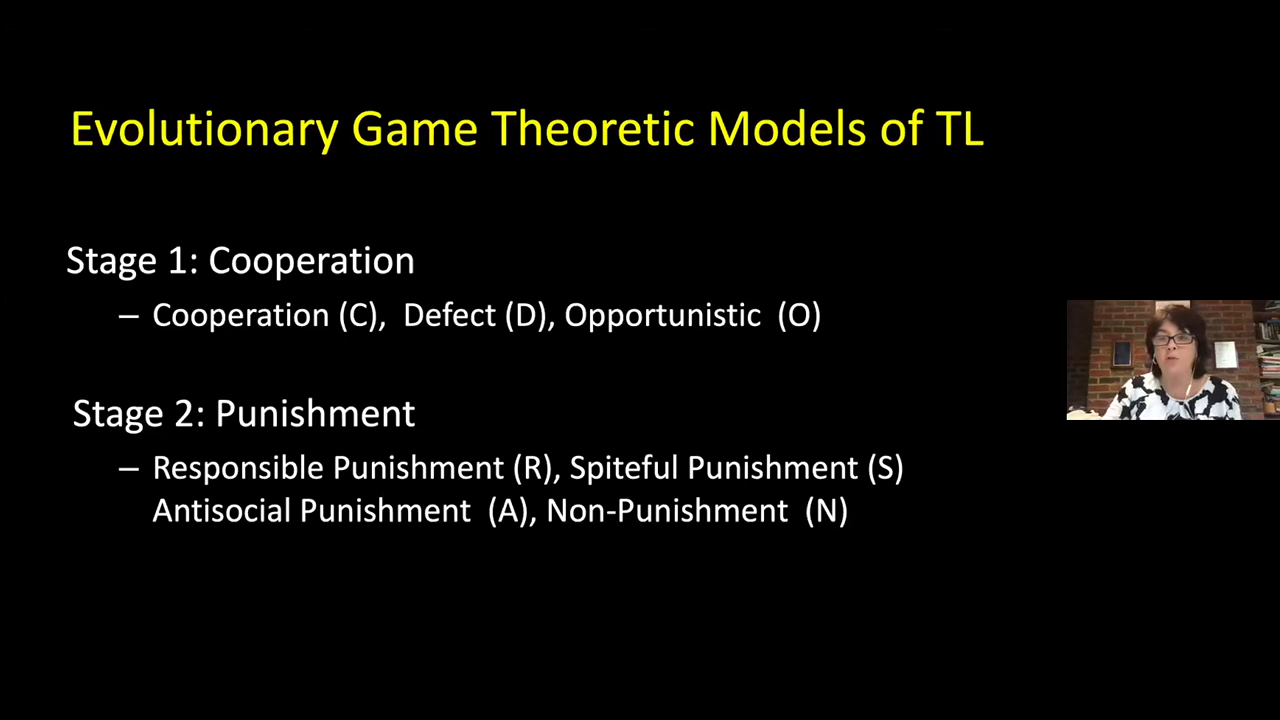 Evolutionary Game Theoretic Models of TL
Stage 1: Cooperation
– Cooperation (C),  Defect (D), Opportunistic  (O)
Stage 2: Punishment
– Responsible Punishment (R), Spiteful Punishment (S)
Antisocial Punishment  (A), Non-Punishment  (N)